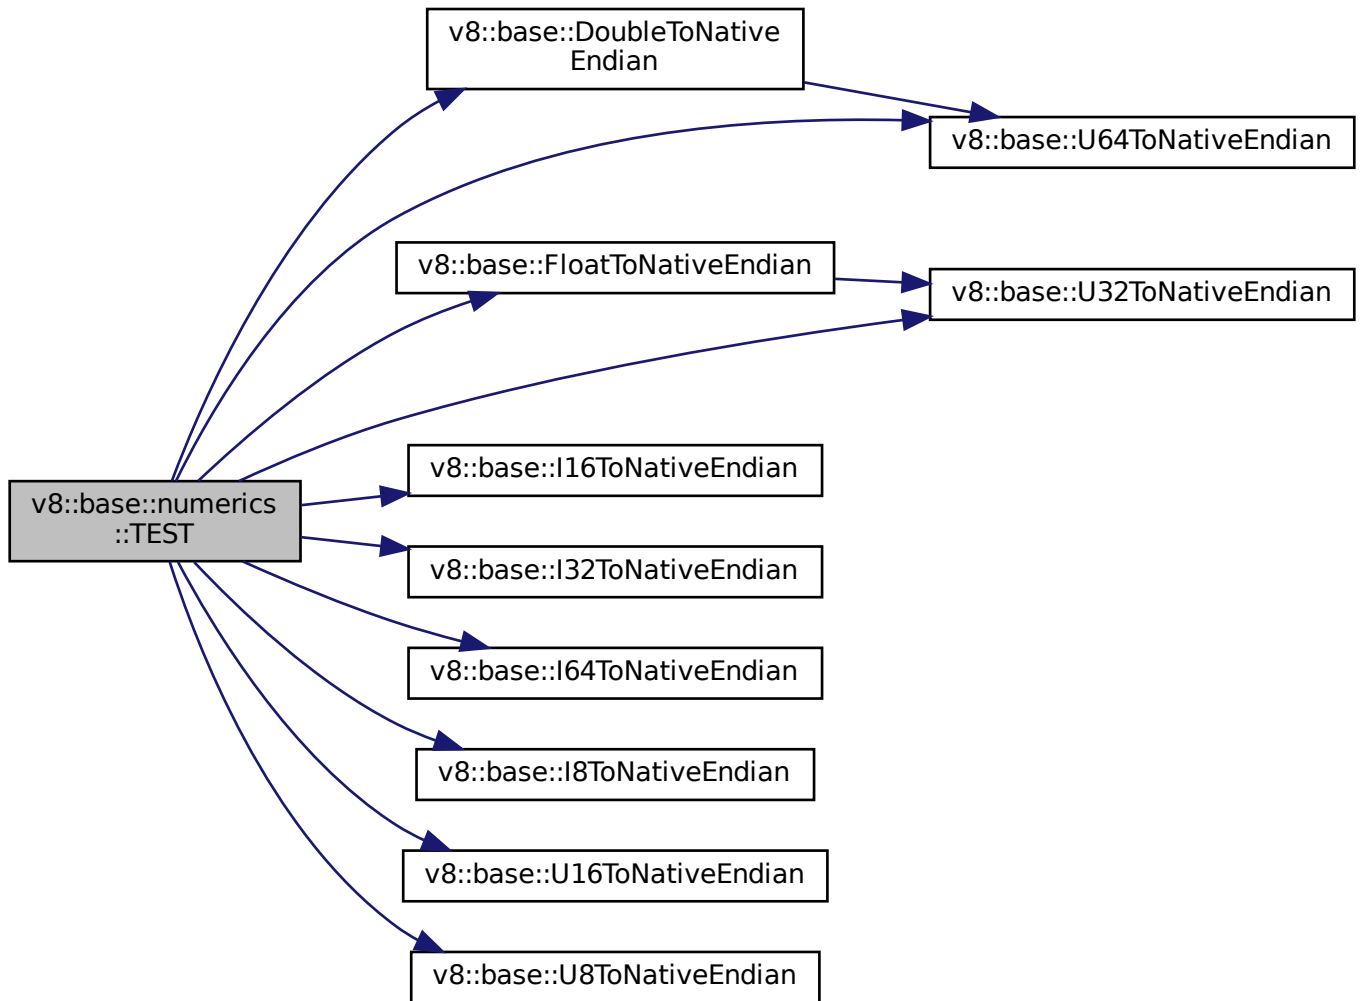 v8::base::DoubleToNative
Endian
v8::base::U64ToNativeEndian
v8::base::FloatToNativeEndian
v8::base::U32ToNativeEndian
v8::base::I16ToNativeEndian
v8::base::numerics
::TEST
v8::base::I32ToNativeEndian
v8::base::I64ToNativeEndian
v8::base::I8ToNativeEndian
v8::base::U16ToNativeEndian
v8::base::U8ToNativeEndian